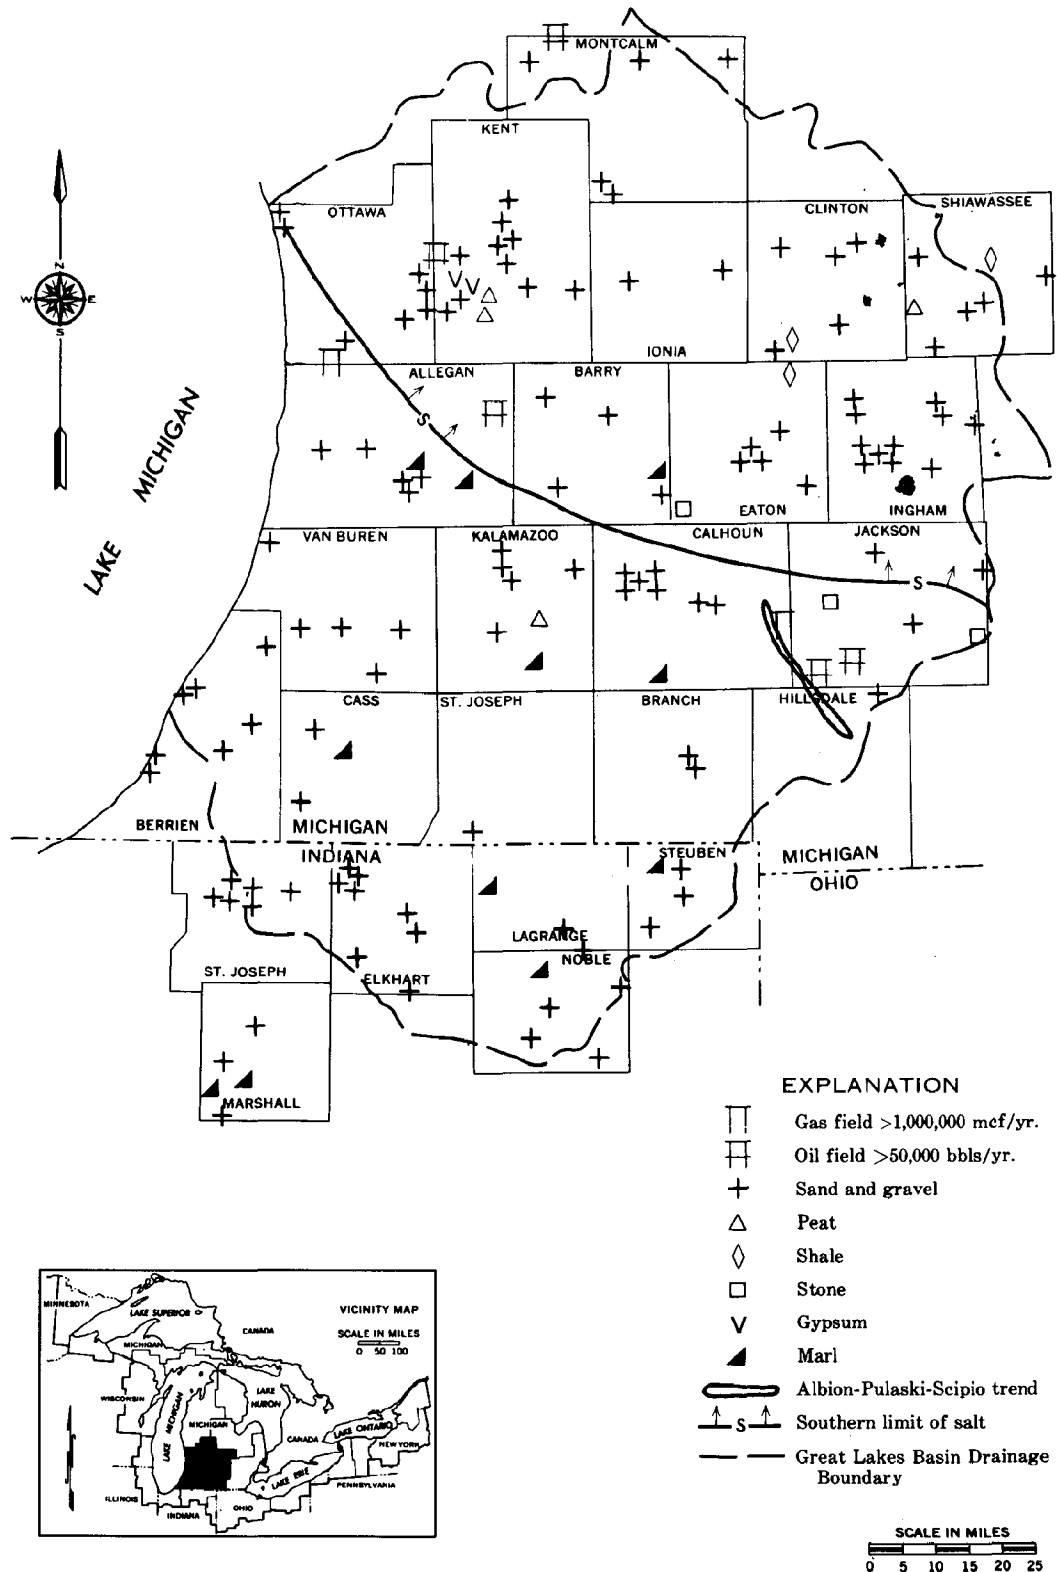 MONTCALM
KENT
OTTAWA
CLINTON
SHIAWASSEE
N
W E
S
IONIA
ALLEGAN
BARRY
S
LAKE MICHIGAN
EATON
INGHAM
VAN BUREN
KALAMAZOO
CALHOUN
JACKSON
S
CASS
ST. JOSEPH
BRANCH
HILLSDALE
BERRIEN
MICHIGAN
INDIANA
STEUBEN
MICHIGAN
OHIO
LAGRANGE
NOBLE
ST. JOSEPH
ELKHART
MARSHALL
EXPLANATION
Gas field >1,000,000 mcf/yr.
Oil field >50,000 bbls/yr.
Sand and gravel
Peat
Shale
Stone
Gypsum
Marl
Albion-Pulaski-Scipio trend
S
Southern limit of salt
Great Lakes Basin Drainage
Boundary
SCALE IN MILES
0 5 10 15 20 25
VICINITY MAP
SCALE IN MILES
0 50 100
MINNESOTA
LAKE SUPERIOR
CANADA
MICHIGAN
WISCONSIN
LAKE MICHIGAN
LAKE
HURON
MICHIGAN
CANADA
LAKE ONTARIO
NEW YORK
LAKE ERIE
PENNSYLVANIA
ILLINOIS
INDIANA
OHIO